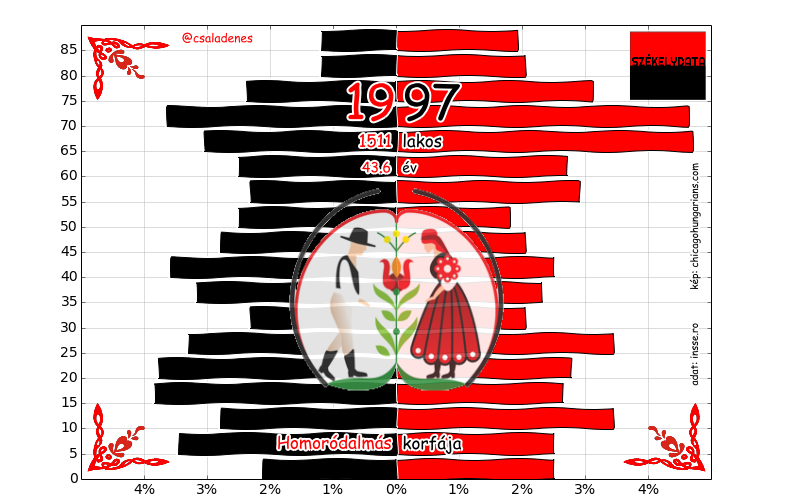 @csaladenes
SZÉKELYDATA
1997
1511 lakos
43.6 év
kép: chicagohungarians.com
adat: insse.ro
Homoródalmás korfája
85
80
75
70
65
60
55
50
45
40
35
30
25
20
15
10
5
0
4% 3% 2% 1% 0% 1% 2% 3% 4%